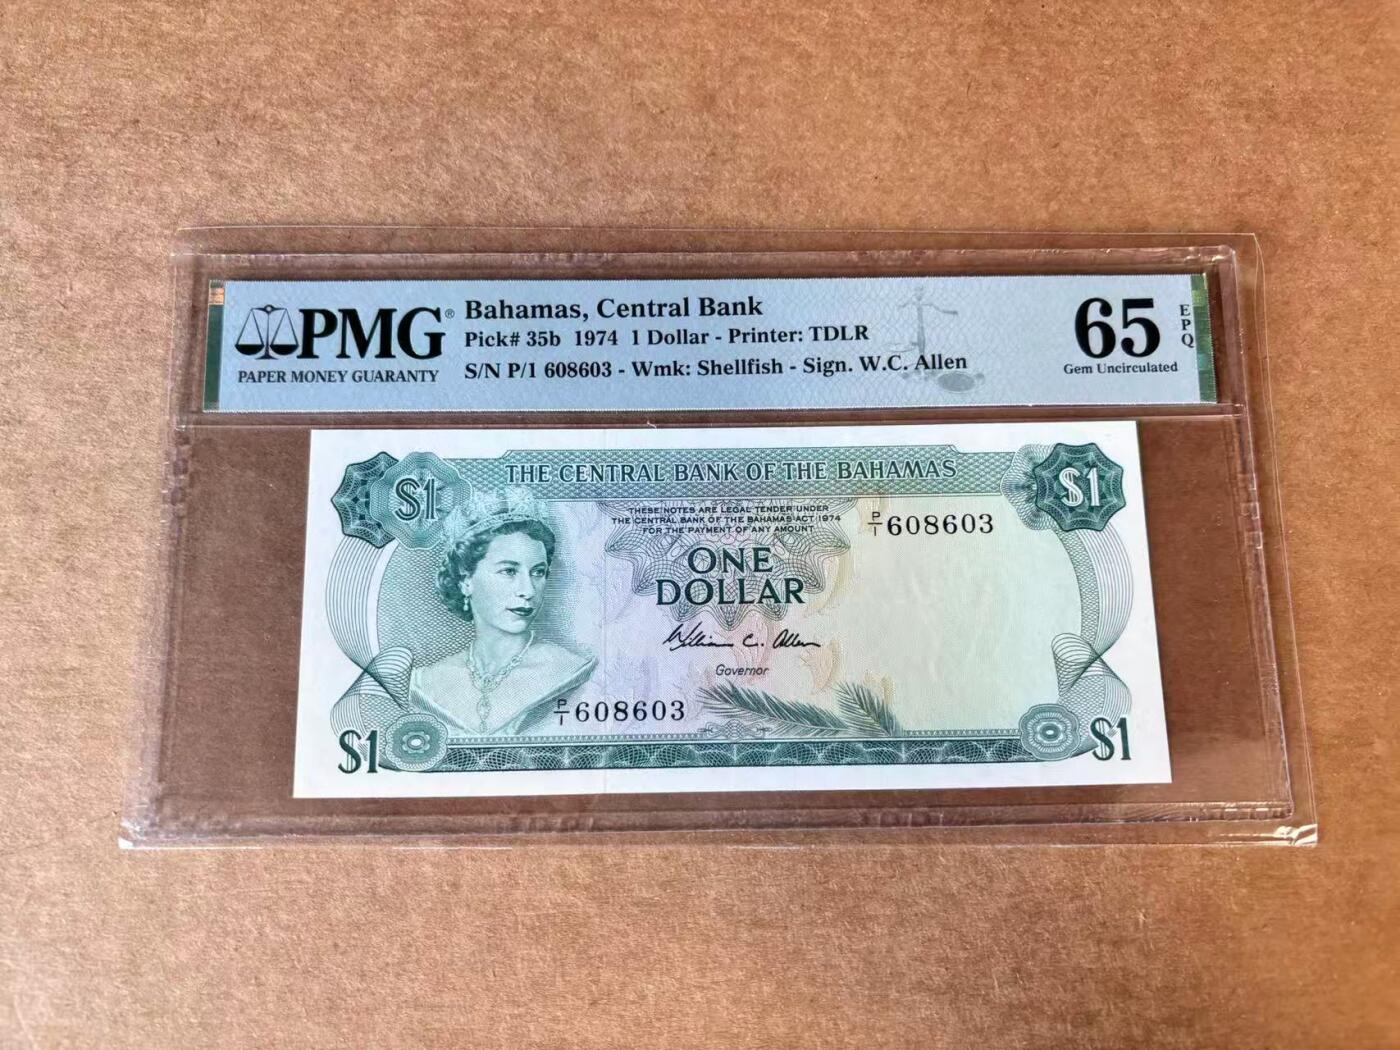 PMG®
PAPER MONEY GUARANTY
Bahamas, Central Bank
Pick# 35b 1974 1 Dollar - Printer: TDLR
S/N P/1 608603 - Wmk: Shellfish - Sign. W.C. Allen
65
EPQ
Gem Uncirculated
THE CENTRAL BANK OF THE BAHAMAS
$1
$1
THESE NOTES ARE LEGAL TENDER UNDER
THE CENTRAL BANK OF THE BAHAMAS ACT 1974
FOR THE PAYMENT OF ANY AMOUNT
P/1 608603
ONE
DOLLAR
William C. Allen
Governor
P/1 608603
$1
$1